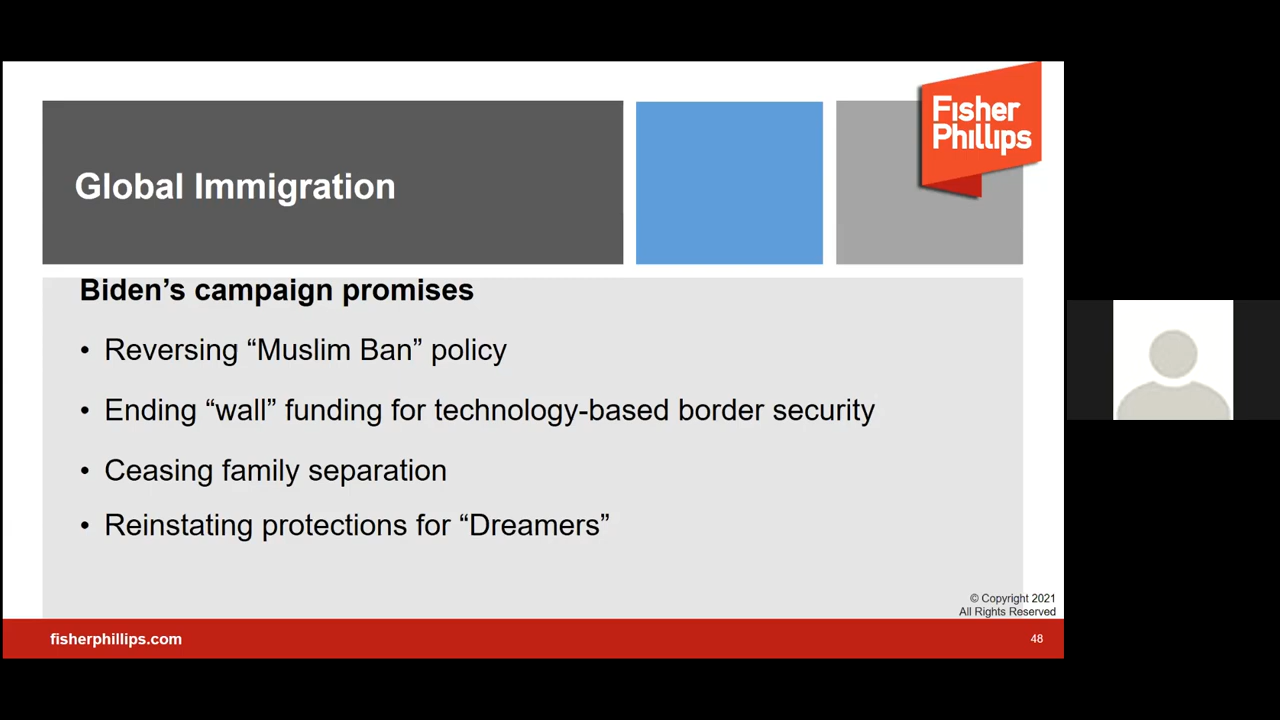 Fisher
Phillips
Global Immigration
Biden’s campaign promises
• Reversing “Muslim Ban” policy
• Ending “wall” funding for technology-based border security
• Ceasing family separation
• Reinstating protections for “Dreamers”
© Copyright 2021
All Rights Reserved
fisherphillips.com
48